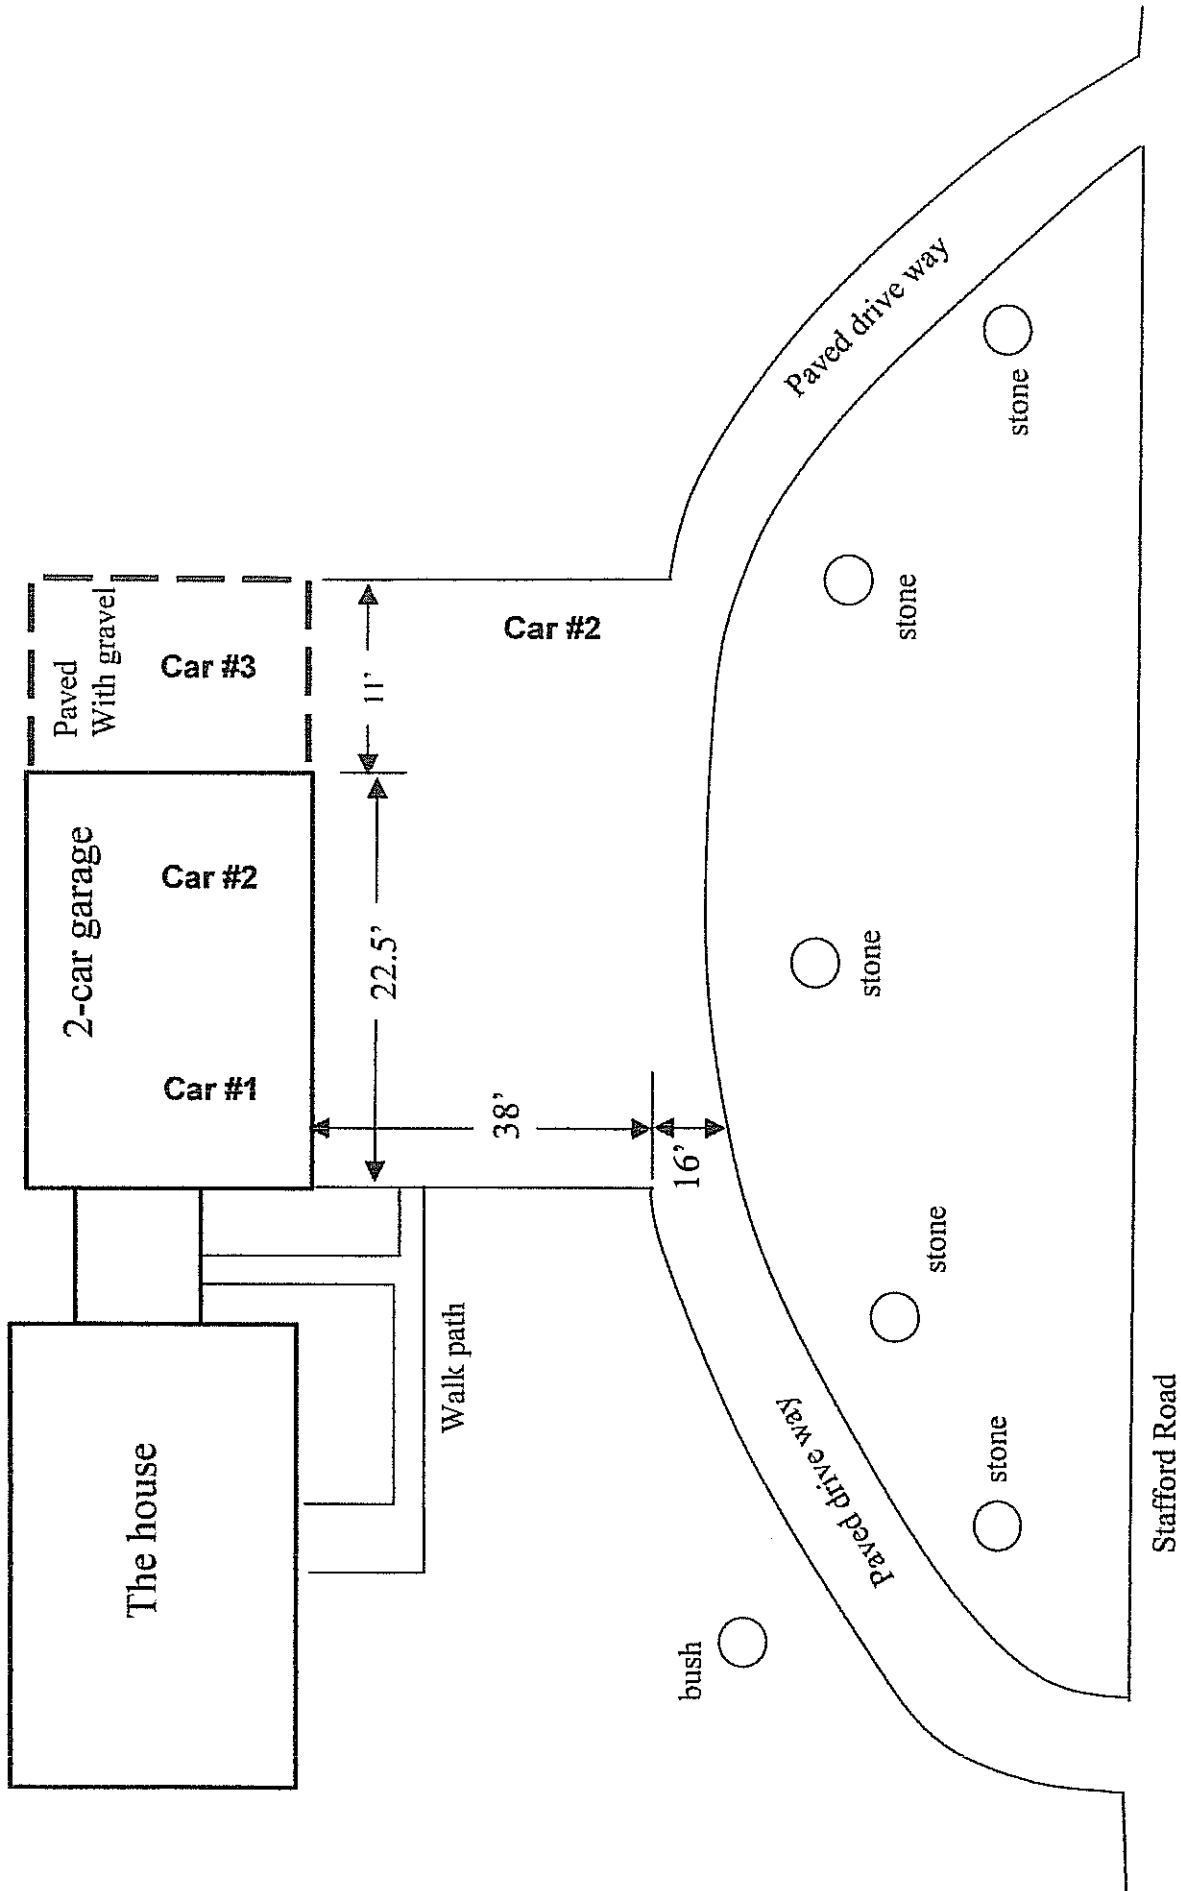 The house
2-car garage
Paved
With gravel
Car #1
Car #2
Car #3
22.5’
11’
38’
16’
Car #2
Walk path
bush
Paved drive way
Paved drive way
stone
stone
stone
stone
stone
Stafford Road